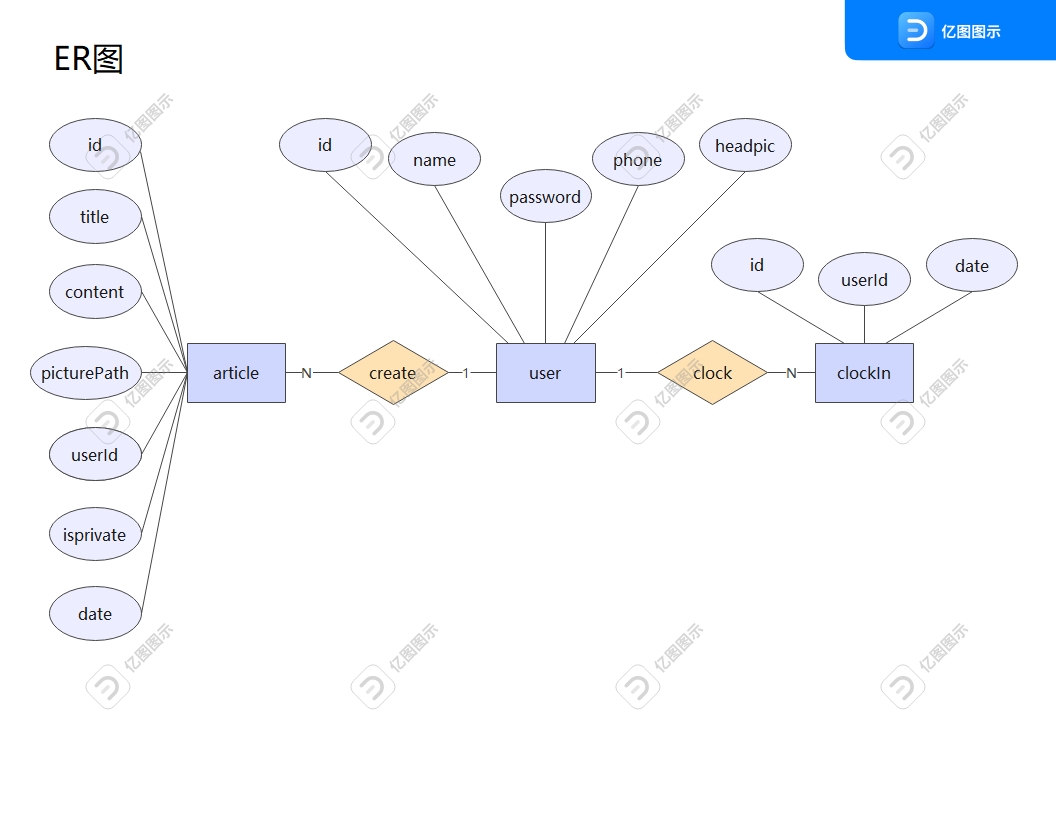 亿图图示
ER图
id
title
content
picturePath
userId
isprivate
date
id
name
password
phone
headpic
id
userId
date
article
N
create
1
user
1
clock
N
clockIn
亿图图示
亿图图示
亿图图示
亿图图示
亿图图示
亿图图示
亿图图示
亿图图示
亿图图示
亿图图示
亿图图示
亿图图示